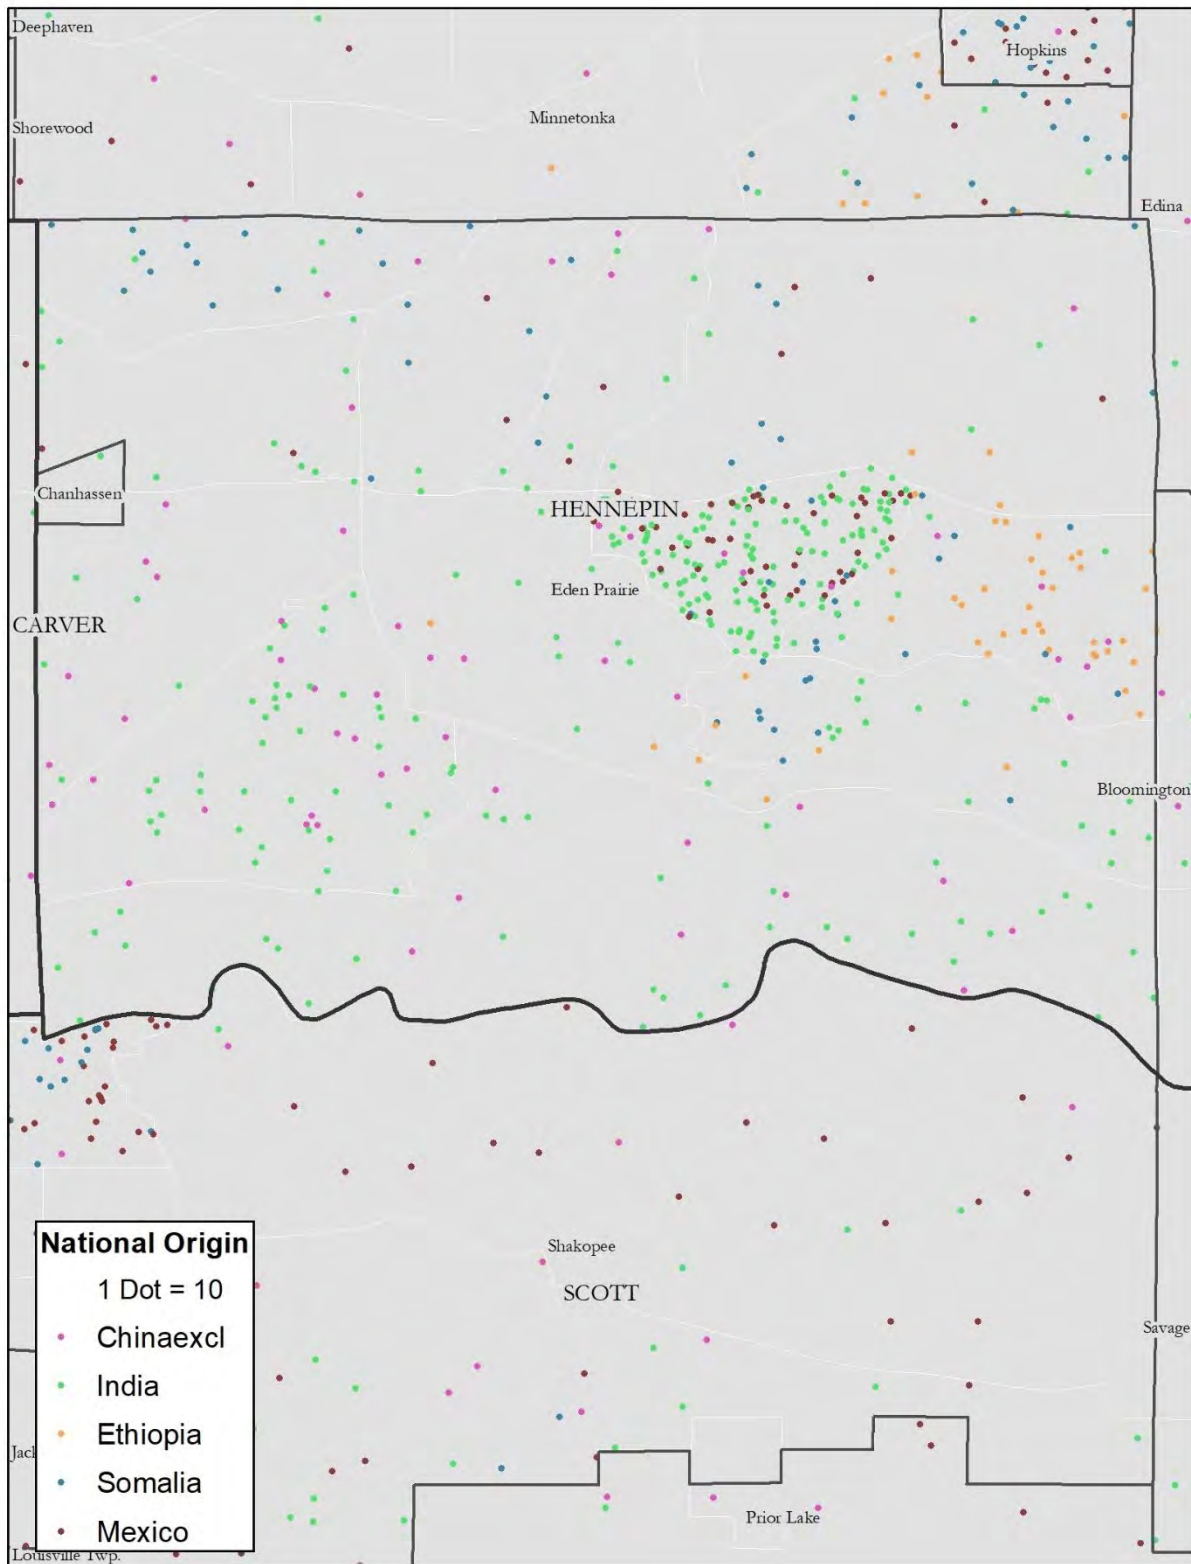 Deephaven
Hopkins
Minnetonka
Shorewood
Edina
Chanhassen
HENNEPIN
Eden Prairie
CARVER
Bloomington
Shakopee
SCOTT
Savage
Prior Lake
National Origin
1 Dot = 10
Chinaexcl
India
Ethiopia
Somalia
Mexico
Jack
Louisville Twp.